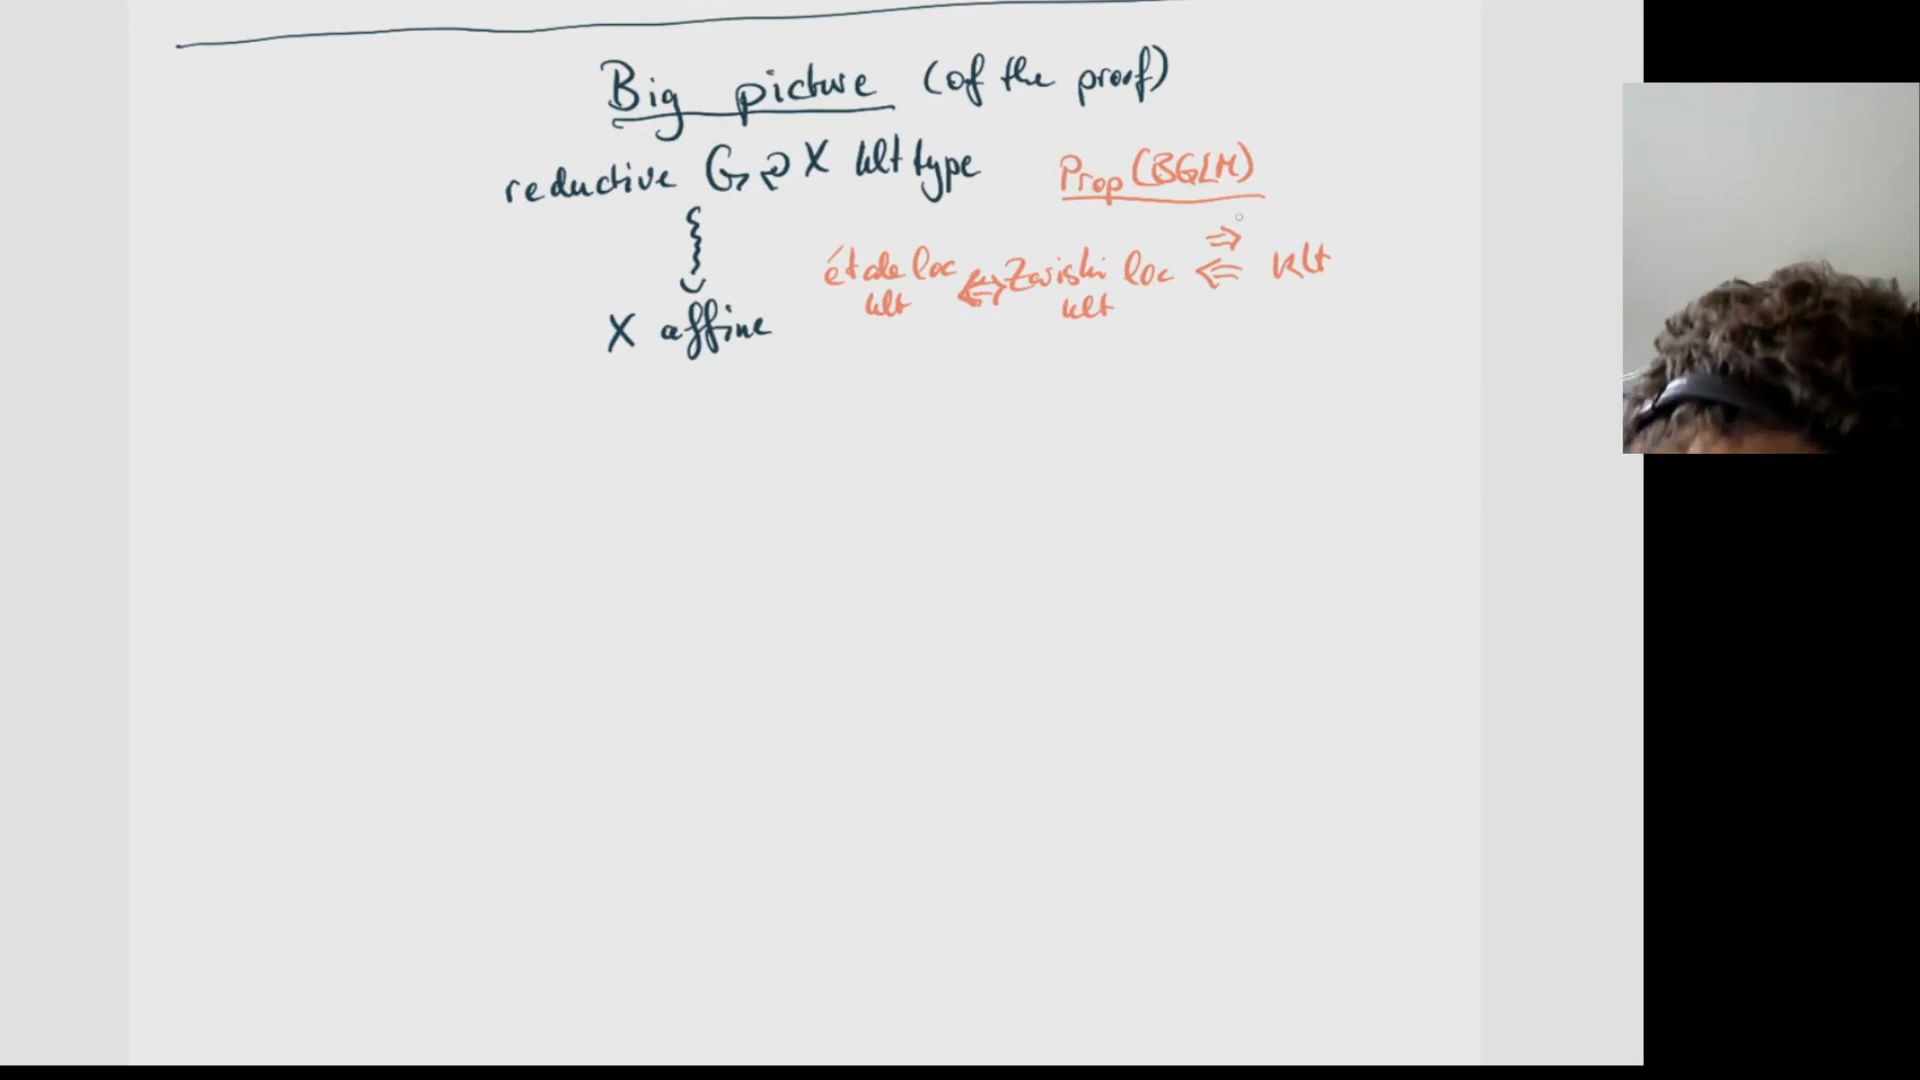 Big picture (of the proof)
reductive G ⤾ X klt type
Prop (BGLM)
étale loc klt ⇔ Zariski loc klt ⇒ ⇐ klt
X affine